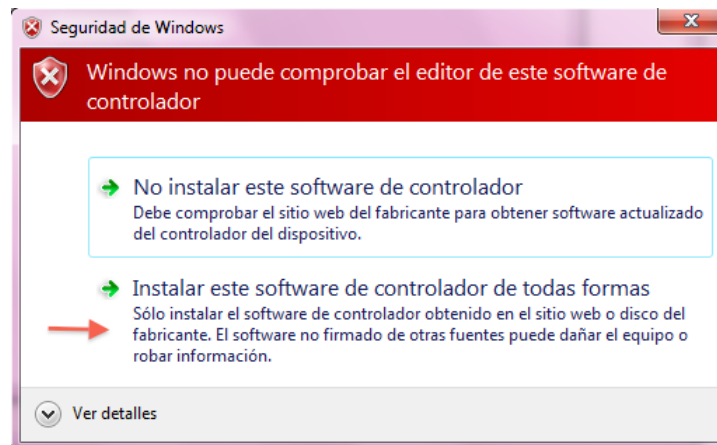 Seguridad de Windows
Windows no puede comprobar el editor de este software de
controlador
No instalar este software de controlador
Debe comprobar el sitio web del fabricante para obtener software actualizado
del controlador del dispositivo.
Instalar este software de controlador de todas formas
Sólo instalar el software de controlador obtenido en el sitio web o disco del
fabricante. El software no firmado de otras fuentes puede dañar el equipo o
robar información.
Ver detalles